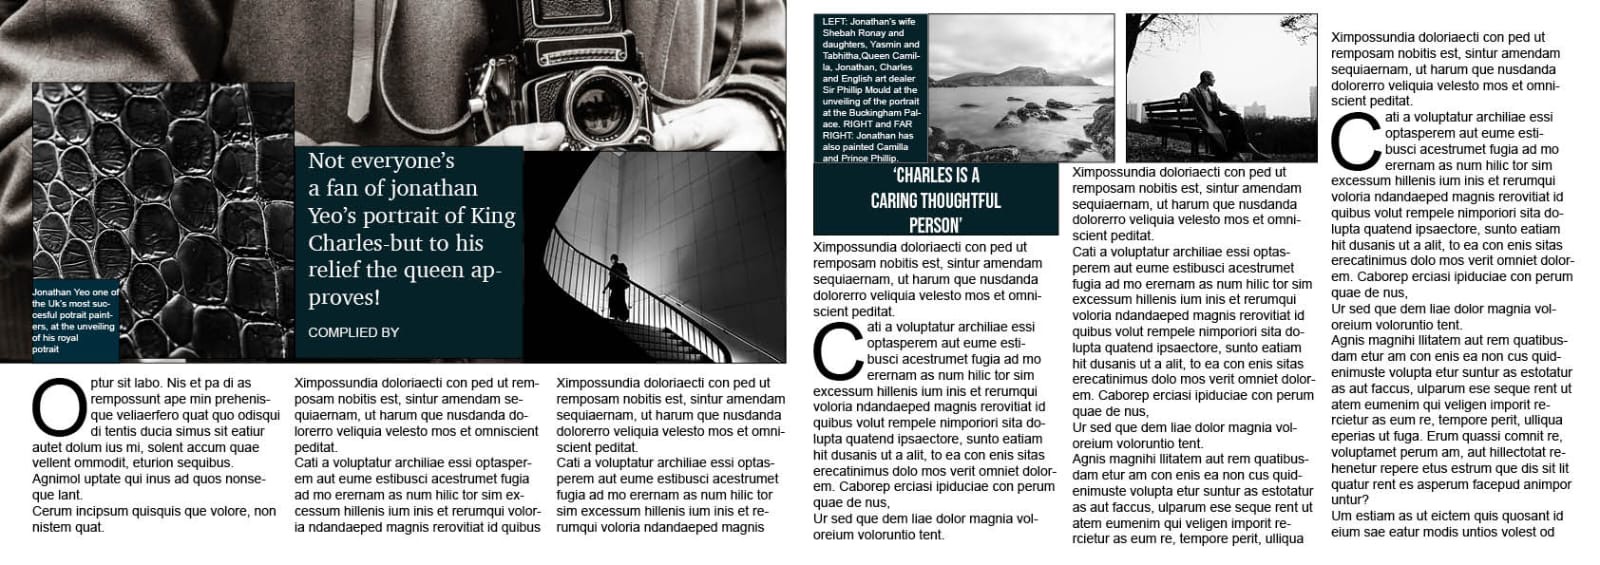 Not everyone's
a fan of jonathan
Yeo's portrait of King
Charles-but to his
relief the queen ap-
proves!
COMPLIED BY
Jonathan Yeo one of
the Uk's most suc-
cesful potrait paint-
ers, at the unveiling
of his royal
potrait
Optur sit labo. Nis et pa di as
rempossunt ape min prehenis-
que veliaerfero quat quo odisqui
di tentis ducia simus sit eatiur
autet dolum ius mi, solent accum quae
vellent ommodit, eturion sequibus.
Agnimol uptate qui inus ad quos nonse-
que lant.
Cerum incipsum quisquis que volore, non
nistem quat.
Ximpossundia doloriaecti con ped ut rem-
posam nobitis est, sintur amendam se-
quiaernam, ut harum que nusdanda do-
lorerro veliquia velesto mos et omniscient
peditat.
Cati a voluptatur archiliae essi optasper-
em aut eume estibusci acestrumet fugia
ad mo erernam as num hilic tor sim ex-
cessum hillenis ium inis et rerumqui volor-
ia ndandaeped magnis rerovitiat id quibus
Ximpossundia doloriaecti con ped ut
remposam nobitis est, sintur amendam
sequiaernam, ut harum que nusdanda
dolorerro veliquia velesto mos et omni-
scient peditat.
Cati a voluptatur archiliae essi optas-
perem aut eume estibusci acestrumet
fugia ad mo erernam as num hilic tor
sim excessum hillenis ium inis et re-
rumqui voloria ndandaeped magnis
LEFT: Jonathan's wife
Shebah Ronay and
daughters, Yasmin and
Tabhitha,Queen Camil-
la, Jonathan, Charles
and English art dealer
Sir Phillip Mould at the
unveiling of the portrait
at the Buckingham Pal-
ace. RIGHT and FAR
RIGHT: Jonathan has
also painted Camilla
and Prince Phillip.
'CHARLES IS A
CARING THOUGHTFUL
PERSON'
Ximpossundia doloriaecti con ped ut
remposam nobitis est, sintur amendam
sequiaernam, ut harum que nusdanda
dolorerro veliquia velesto mos et omni-
scient peditat.
Cati a voluptatur archiliae essi
optasperem aut eume esti-
busci acestrumet fugia ad mo
erernam as num hilic tor sim
excessum hillenis ium inis et rerumqui
voloria ndandaeped magnis rerovitiat id
quibus volut rempele nimporiori sita do-
lupta quatend ipsaectore, sunto eatiam
hit dusanis ut a alit, to ea con enis sitas
erecatinimus dolo mos verit omniet dolor-
em. Caborep erciasi ipiduciae con perum
quae de nus,
Ur sed que dem liae dolor magnia vol-
oreium voloruntio tent.
Ximpossundia doloriaecti con ped ut
remposam nobitis est, sintur amendam
sequiaernam, ut harum que nusdanda
dolorerro veliquia velesto mos et omni-
scient peditat.
Cati a voluptatur archiliae essi optas-
perem aut eume estibusci acestrumet
fugia ad mo erernam as num hilic tor sim
excessum hillenis ium inis et rerumqui
voloria ndandaeped magnis rerovitiat id
quibus volut rempele nimporiori sita do-
lupta quatend ipsaectore, sunto eatiam
hit dusanis ut a alit, to ea con enis sitas
erecatinimus dolo mos verit omniet dolor-
em. Caborep erciasi ipiduciae con perum
quae de nus,
Ur sed que dem liae dolor magnia vol-
oreium voloruntio tent.
Agnis magnihi llitatem aut rem quatibus-
dam etur am con enis ea non cus quid-
enimuste volupta etur suntur as estotatur
as aut faccus, ulparum ese seque rent ut
atem eumenim qui veligen imporit re-
rcietur as eum re, tempore perit, ulliqua
Ximpossundia doloriaecti con ped ut
remposam nobitis est, sintur amendam
sequiaernam, ut harum que nusdanda
dolorerro veliquia velesto mos et omni-
scient peditat.
Cati a voluptatur archiliae essi
optasperem aut eume esti-
busci acestrumet fugia ad mo
erernam as num hilic tor sim
excessum hillenis ium inis et rerumqui
voloria ndandaeped magnis rerovitiat id
quibus volut rempele nimporiori sita do-
lupta quatend ipsaectore, sunto eatiam
hit dusanis ut a alit, to ea con enis sitas
erecatinimus dolo mos verit omniet dolor-
em. Caborep erciasi ipiduciae con perum
quae de nus,
Ur sed que dem liae dolor magnia vol-
oreium voloruntio tent.
Agnis magnihi llitatem aut rem quatibus-
dam etur am con enis ea non cus quid-
enimuste volupta etur suntur as estotatur
as aut faccus, ulparum ese seque rent ut
atem eumenim qui veligen imporit re-
rcietur as eum re, tempore perit, ulliqua
eperias ut fuga. Erum quassi comnit re,
voluptamet perum am, aut hillectotat re-
henetur repere etus estrum que dis sit lit
quatur rent es asperum facepud animpor
untur?
Um estiam as ut eictem quis quosant id
eium sae eatur modis untios volest od